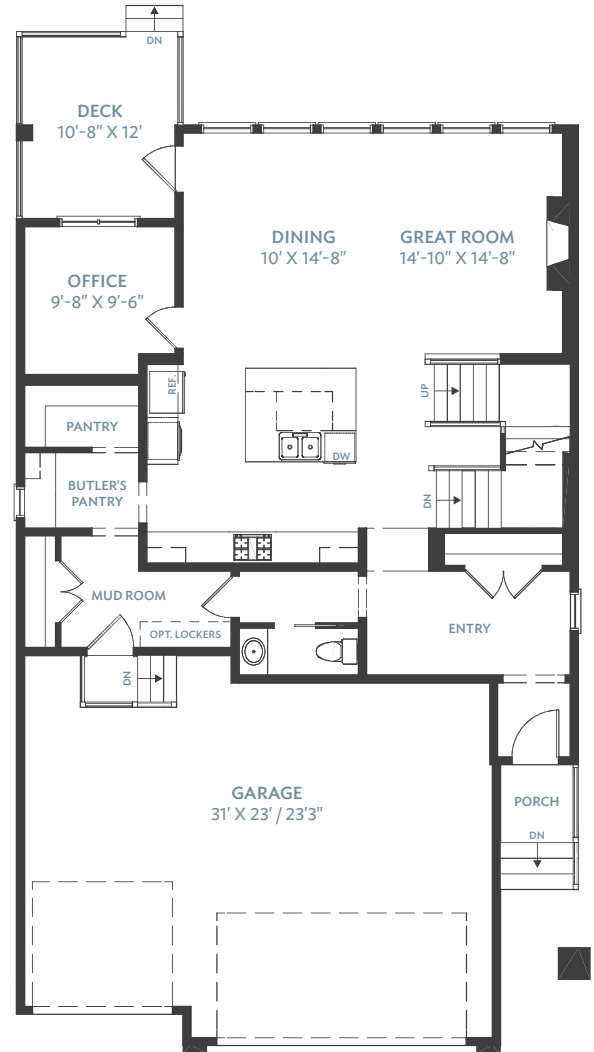 DN
DECK
10'-8" X 12'
DINING
10' X 14'-8"
GREAT ROOM
14'-10" X 14'-8"
OFFICE
9'-8" X 9'-6"
REF.
UP
PANTRY
DW
BUTLER'S
PANTRY
DN
MUD ROOM
OPT. LOCKERS
ENTRY
DN
GARAGE
31' X 23' / 23'3"
PORCH
DN